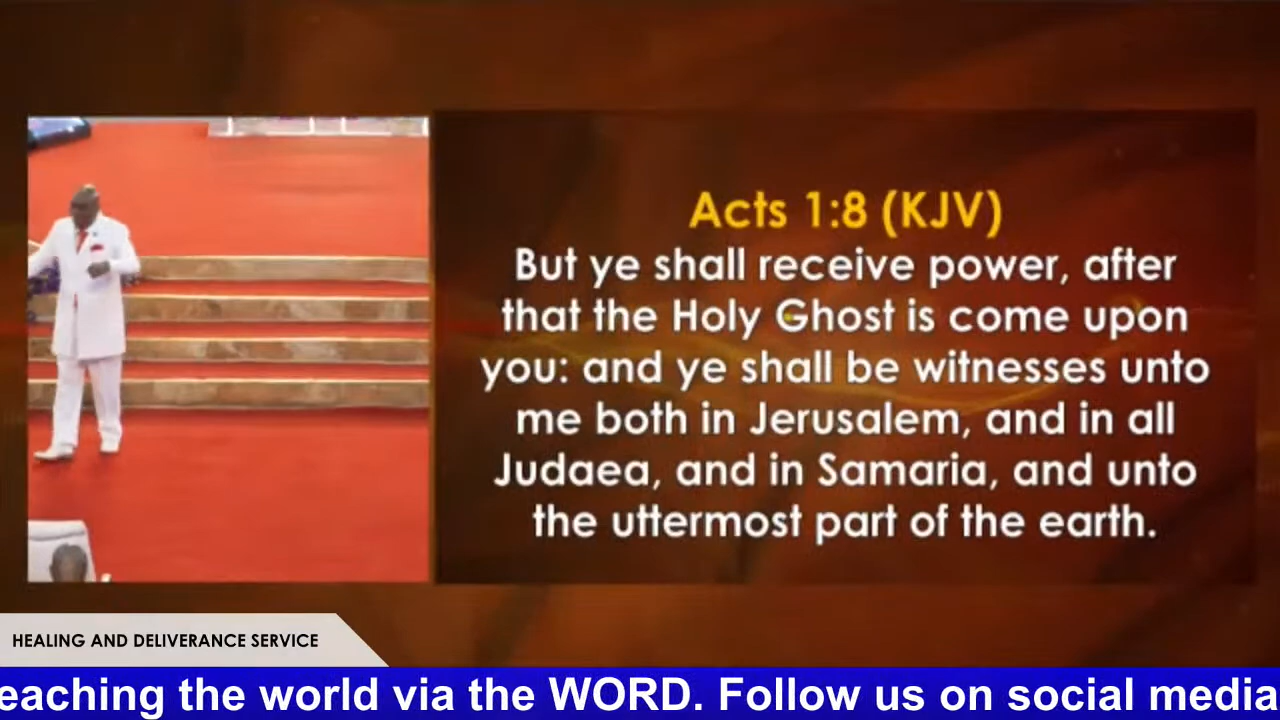 Acts 1:8 (KJV)
But ye shall receive power, after
that the Holy Ghost is come upon
you: and ye shall be witnesses unto
me both in Jerusalem, and in all
Judaea, and in Samaria, and unto
the uttermost part of the earth.
HEALING AND DELIVERANCE SERVICE
eaching the world via the WORD. Follow us on social media